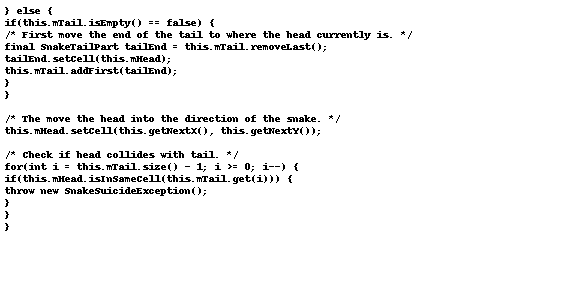 } else {
if(this.mTail.isEmpty() == false) {
/* First move the end of the tail to where the head currently is. */
final SnakeTailPart tailEnd = this.mTail.removeLast();
tailEnd.setCell(this.mHead);
this.mTail.addFirst(tailEnd);
}
}

/* The move the head into the direction of the snake. */
this.mHead.setCell(this.getNextX(), this.getNextY());

/* Check if head collides with tail. */
for(int i = this.mTail.size() - 1; i >= 0; i--) {
if(this.mHead.isInSameCell(this.mTail.get(i))) {
throw new SnakeSuicideException();
}
}
}